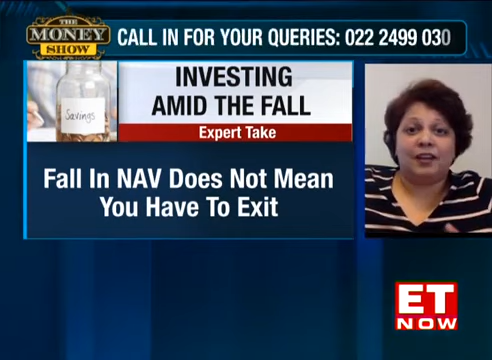 THE
MONEY
SHOW
CALL IN FOR YOUR QUERIES: 022 2499 030
INVESTING
AMID THE FALL
Expert Take
Savings
Fall In NAV Does Not Mean
You Have To Exit
ET
NOW